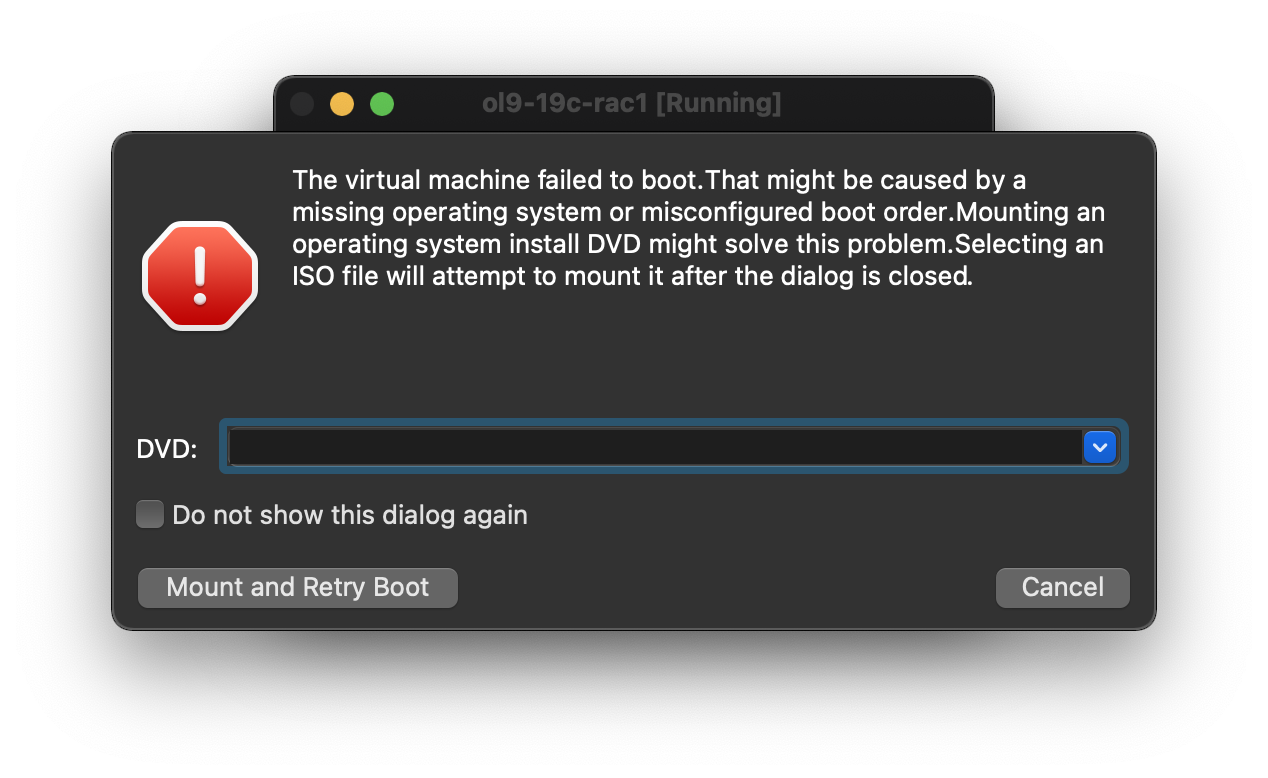 ol9-19c-rac1 [Running]
The virtual machine failed to boot.That might be caused by a
missing operating system or misconfigured boot order.Mounting an
operating system install DVD might solve this problem.Selecting an
ISO file will attempt to mount it after the dialog is closed.
DVD:
Do not show this dialog again
Mount and Retry Boot
Cancel